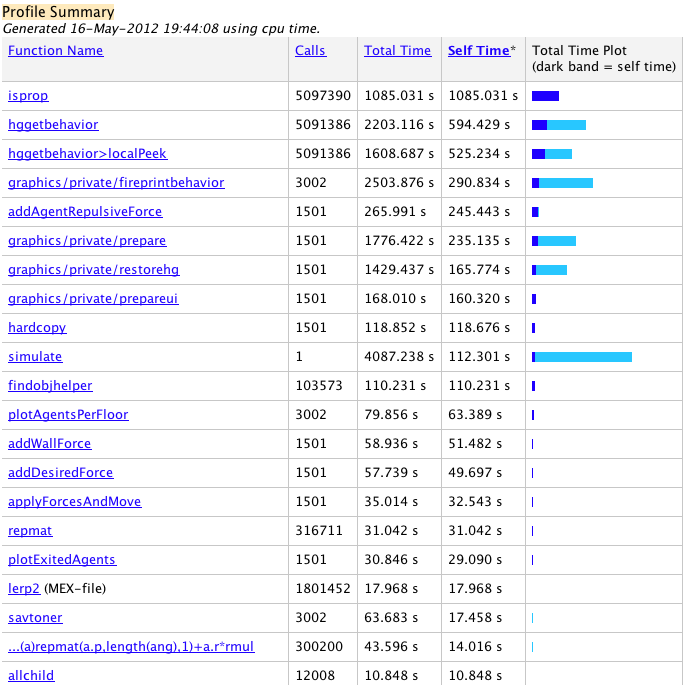 Profile Summary
Generated 16-May-2012 19:44:08 using cpu time.
Function Name Calls Total Time Self Time* Total Time Plot
(dark band = self time)
isprop 5097390 1085.031 s 1085.031 s
hggetbehavior 5091386 2203.116 s 594.429 s
hggetbehavior>localPeek 5091386 1608.687 s 525.234 s
graphics/private/fireprintbehavior 3002 2503.876 s 290.834 s
addAgentRepulsiveForce 1501 265.991 s 245.443 s
graphics/private/prepare 1501 1776.422 s 235.135 s
graphics/private/restorehg 1501 1429.437 s 165.774 s
graphics/private/prepareui 1501 168.010 s 160.320 s
hardcopy 1501 118.852 s 118.676 s
simulate 1 4087.238 s 112.301 s
findobjhelper 103573 110.231 s 110.231 s
plotAgentsPerFloor 3002 79.856 s 63.389 s
addWallForce 1501 58.936 s 51.482 s
addDesiredForce 1501 57.739 s 49.697 s
applyForcesAndMove 1501 35.014 s 32.543 s
repmat 316711 31.042 s 31.042 s
plotExitedAgents 1501 30.846 s 29.090 s
lerp2 (MEX-file) 1801452 17.968 s 17.968 s
savtoner 3002 63.683 s 17.458 s
...(a)repmat(a.p,length(ang),1)+a.r*rmul 300200 43.596 s 14.016 s
allchild 12008 10.848 s 10.848 s